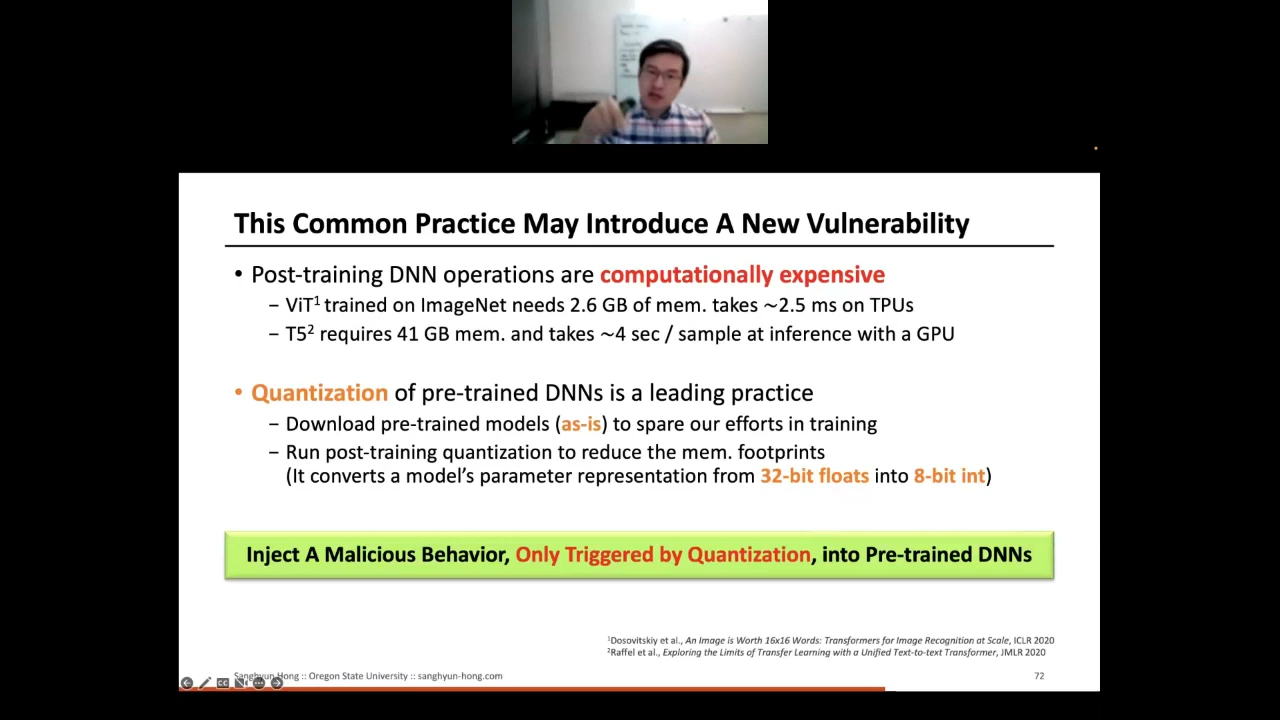 This Common Practice May Introduce A New Vulnerability
• Post-training DNN operations are computationally expensive
− ViT¹ trained on ImageNet needs 2.6 GB of mem. takes ~2.5 ms on TPUs
− T5² requires 41 GB mem. and takes ~4 sec / sample at inference with a GPU
• Quantization of pre-trained DNNs is a leading practice
− Download pre-trained models (as-is) to spare our efforts in training
− Run post-training quantization to reduce the mem. footprints
(It converts a model's parameter representation from 32-bit floats into 8-bit int)
Inject A Malicious Behavior, Only Triggered by Quantization, into Pre-trained DNNs
¹Dosovitskiy et al., An Image is Worth 16x16 Words: Transformers for Image Recognition at Scale, ICLR 2020
²Raffel et al., Exploring the Limits of Transfer Learning with a Unified Text-to-text Transformer, JMLR 2020
Sanghyun Hong :: Oregon State University :: sanghyun-hong.com
72